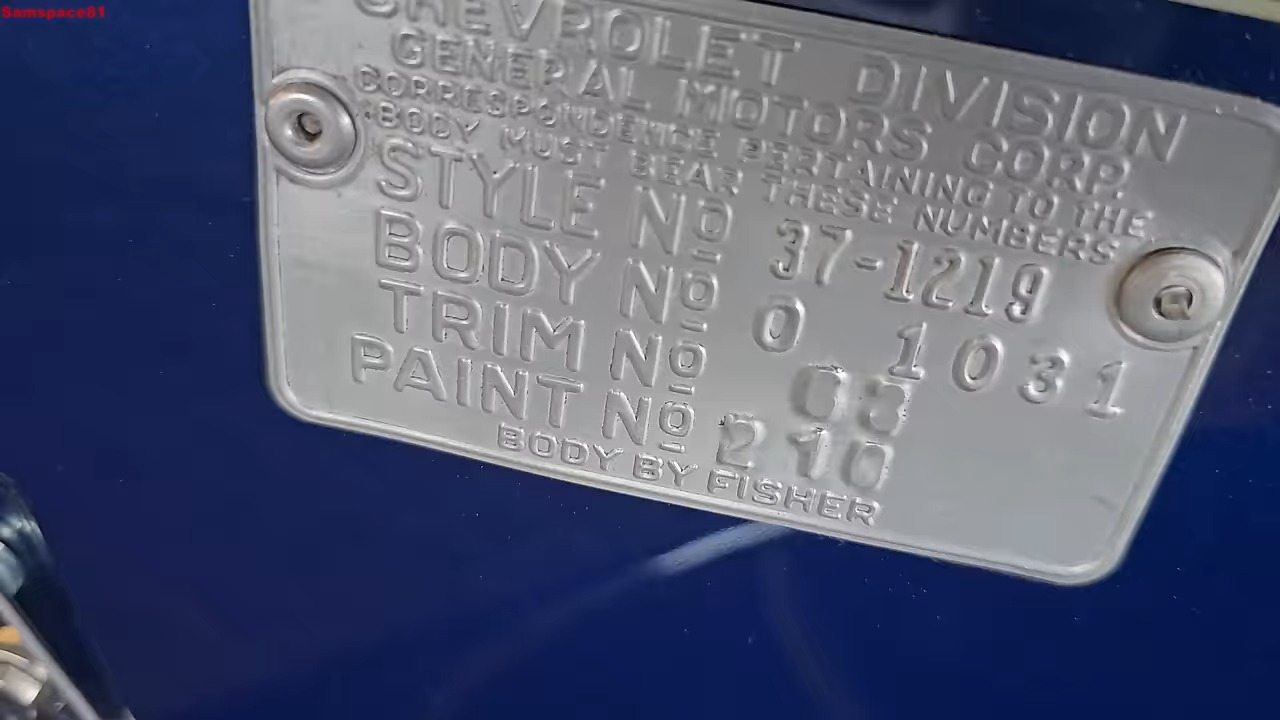 Samspace81
CHEVROLET DIVISION
GENERAL MOTORS CORP.
CORRESPONDENCE PERTAINING TO THE
BODY MUST BEAR THESE NUMBERS
STYLE Nº 37-1219
BODY Nº 0 1031
TRIM Nº 03
PAINT Nº 210
BODY BY FISHER